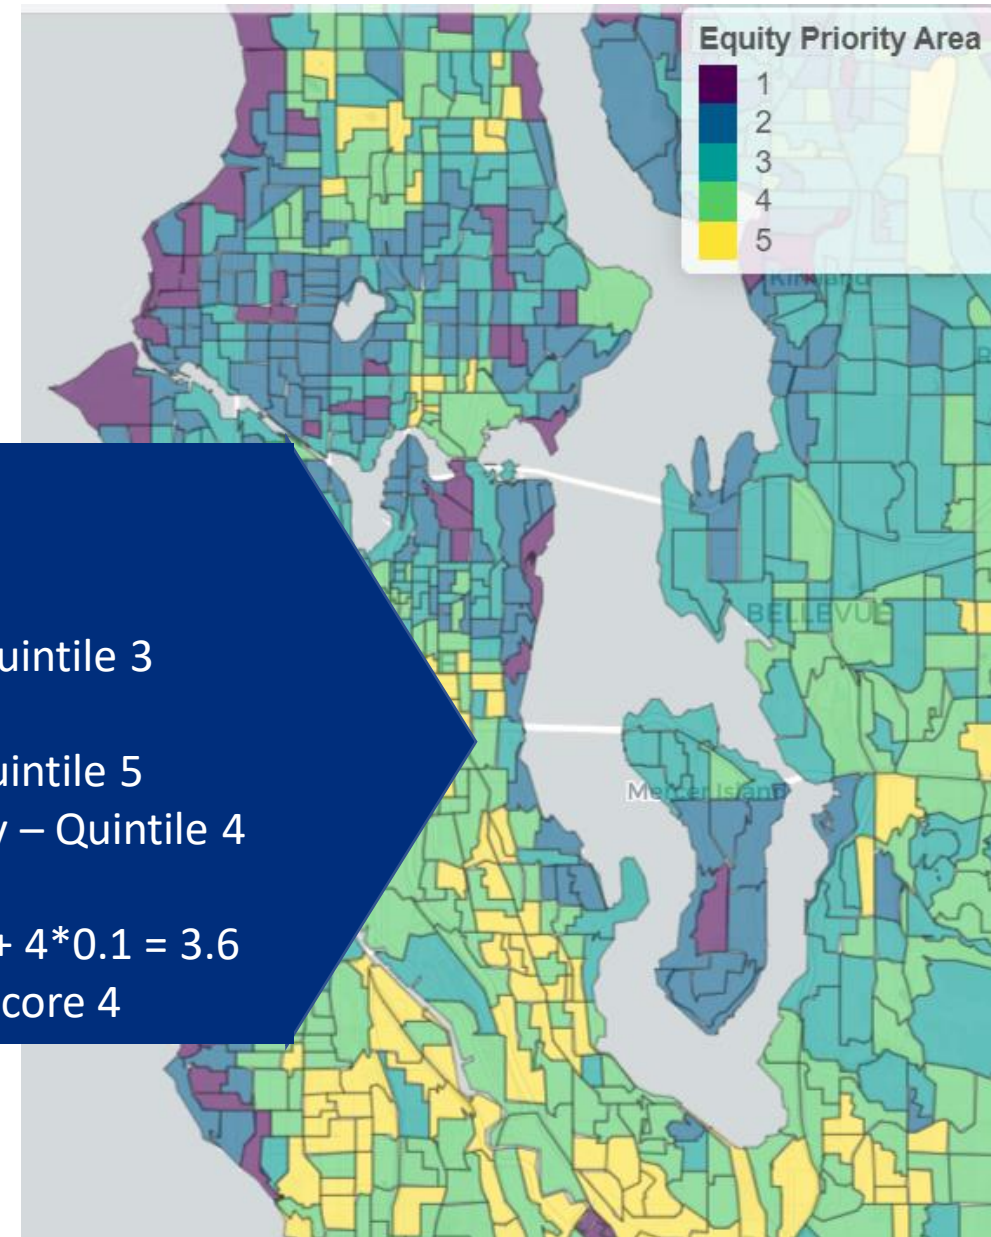 Equity Priority Area
1
2
3
4
5
Kirkland
BELLEVUE
Mercer Island
uintile 3
uintile 5
y – Quintile 4
+ 4*0.1 = 3.6
core 4